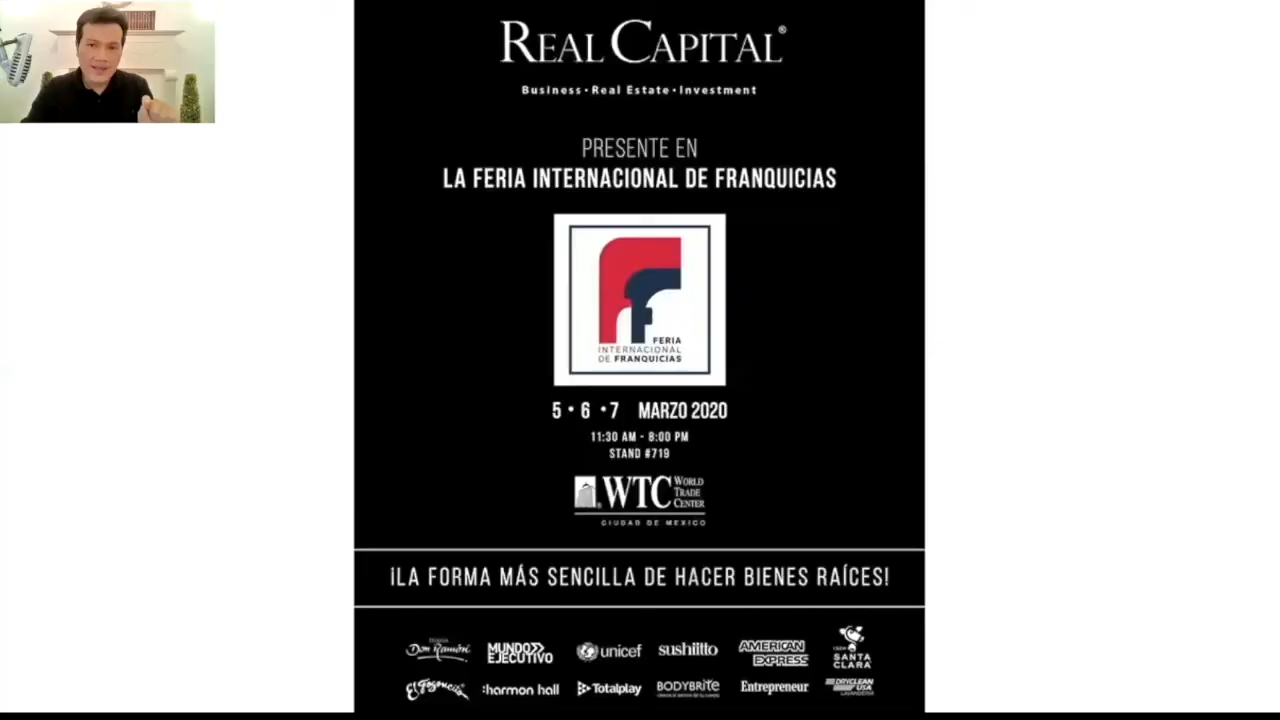 REAL CAPITAL®
Business • Real Estate • Investment
PRESENTE EN
LA FERIA INTERNACIONAL DE FRANQUICIAS
FERIA
INTERNACIONAL
DE FRANQUICIAS
5 • 6 • 7 MARZO 2020
11:30 AM - 8:00 PM
STAND #719
WTC WORLD TRADE CENTER
CIUDAD DE MEXICO
¡LA FORMA MÁS SENCILLA DE HACER BIENES RAÍCES!
Don Ramón MUNDO EJECUTIVO unicef sushiitto AMERICAN EXPRESS SANTA CLARA
El Fogoncito :harmon hall Totalplay BODYBRITE Entrepreneur DRYCLEAN USA